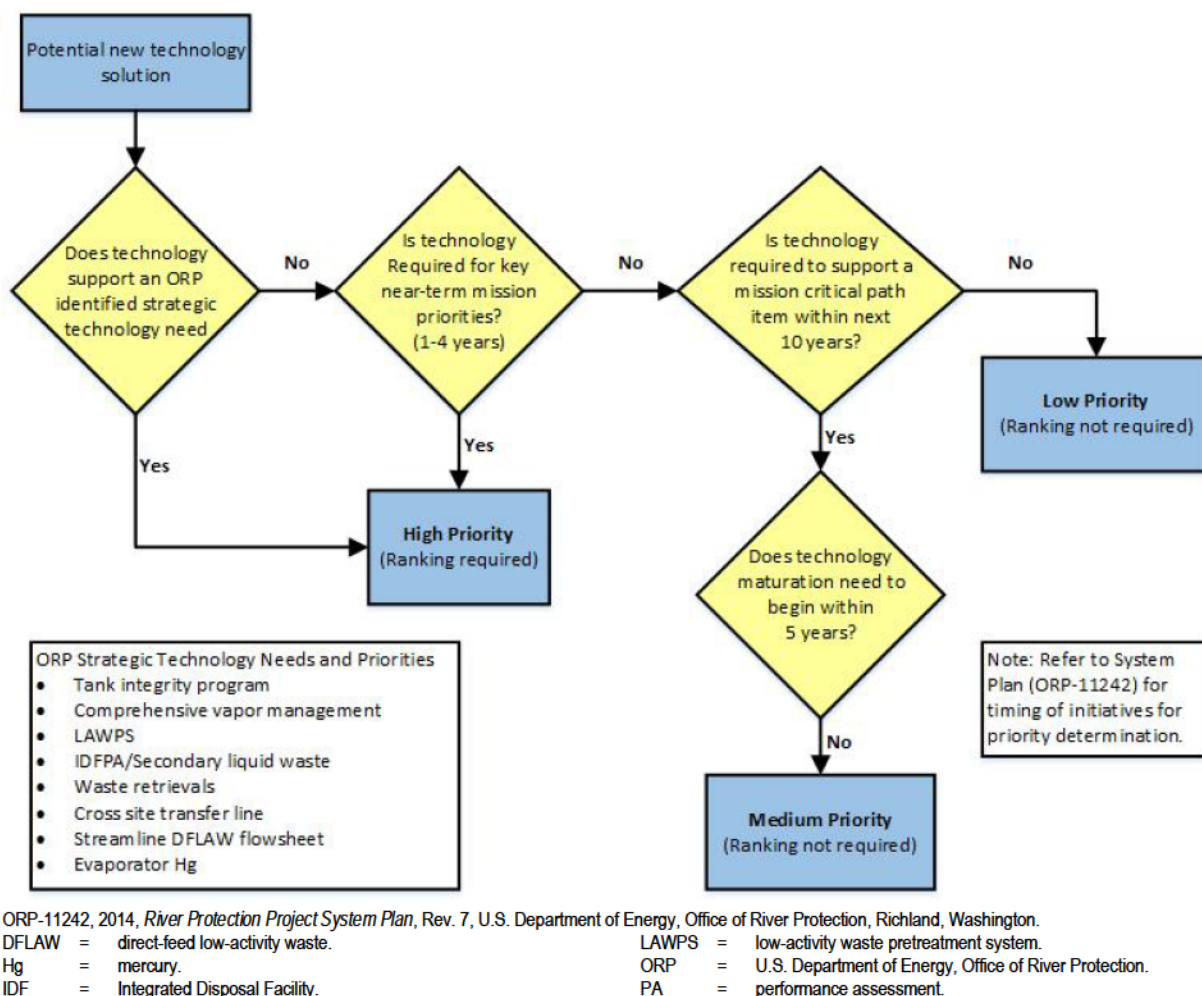 Potential new technology
solution
Does technology
support an ORP
identified strategic
technology need
No
Is technology
Required for key
near-term mission
priorities?
(1-4 years)
No
Is technology
required to support a
mission critical path
item within next
10 years?
No
Low Priority
(Ranking not required)
Yes
Yes
Yes
High Priority
(Ranking required)
Does technology
maturation need to
begin within
5 years?
No
Medium Priority
(Ranking not required)
ORP Strategic Technology Needs and Priorities
• Tank integrity program
• Comprehensive vapor management
• LAWPS
• IDFPA/Secondary liquid waste
• Waste retrievals
• Cross site transfer line
• Streamline DFLAW flowsheet
• Evaporator Hg
Note: Refer to System
Plan (ORP-11242) for
timing of initiatives for
priority determination.
ORP-11242, 2014, River Protection Project System Plan, Rev. 7, U.S. Department of Energy, Office of River Protection, Richland, Washington.
DFLAW = direct-feed low-activity waste.
Hg = mercury.
IDF = Integrated Disposal Facility.
LAWPS = low-activity waste pretreatment system.
ORP = U.S. Department of Energy, Office of River Protection.
PA = performance assessment.